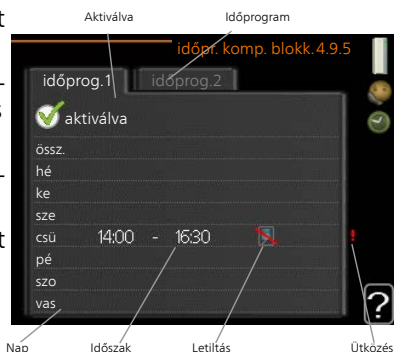 Aktiválva Időprogram
időpr. komp. blokk. 4.9.5
időprog.1 időprog.2
aktiválva
össz.
hé
ke
sze
csü 14:00 - 16:30
pé
szo
vas
Nap Időszak Letiltás Ütközés